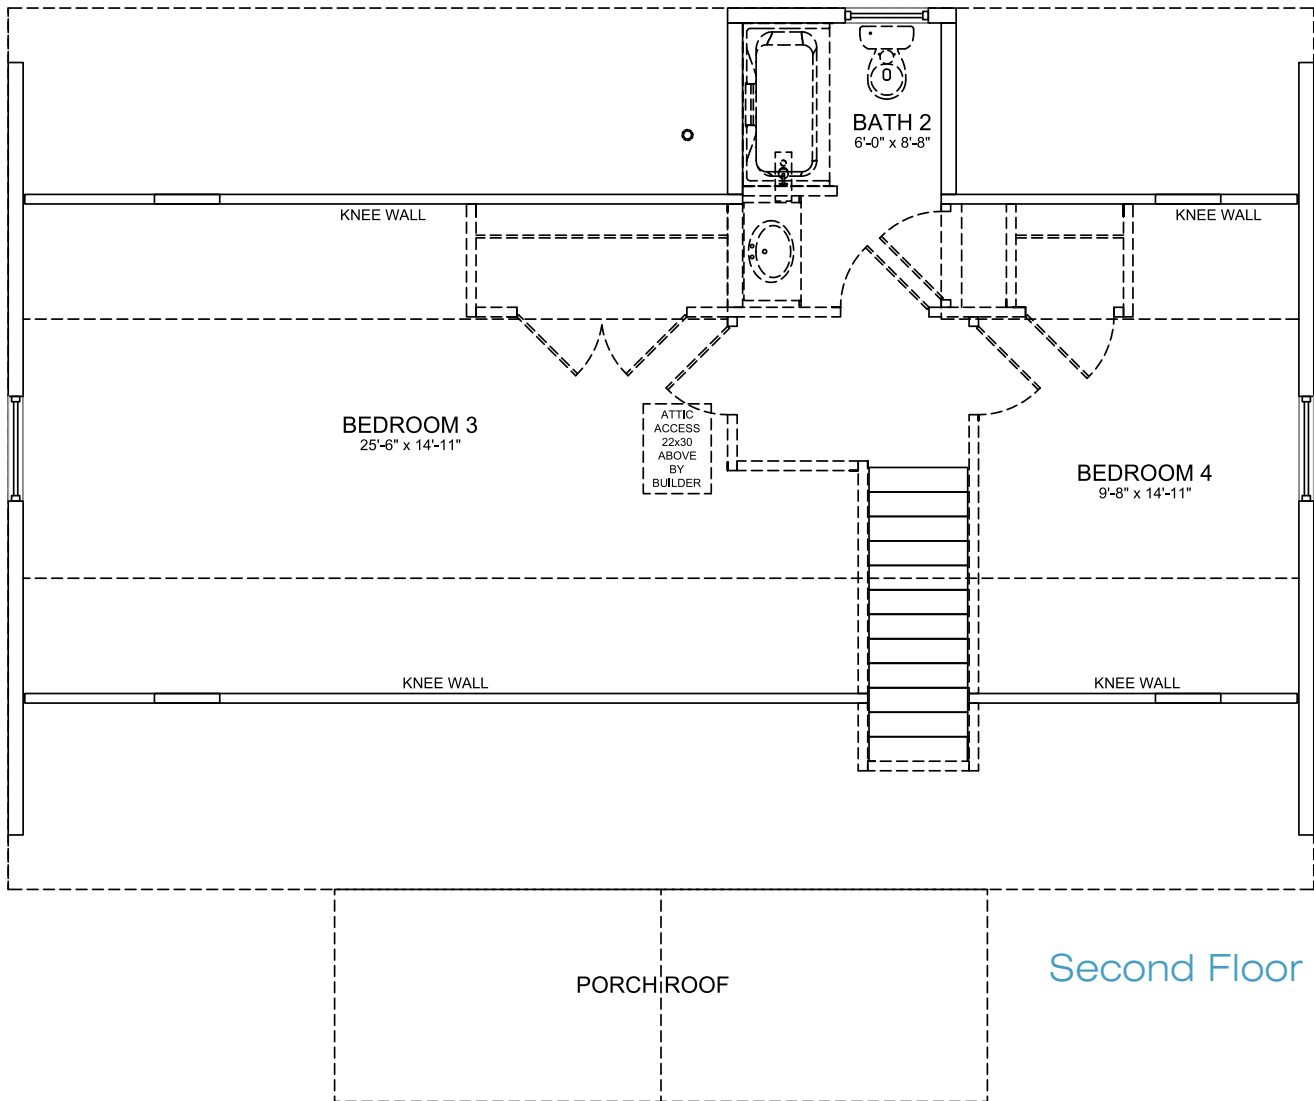 BATH 2
6'-0" x 8'-8"
KNEE WALL
KNEE WALL
BEDROOM 3
25'-6" x 14'-11"
ATTIC
ACCESS
22x30
ABOVE
BY
BUILDER
BEDROOM 4
9'-8" x 14'-11"
KNEE WALL
KNEE WALL
Second Floor
PORCH ROOF